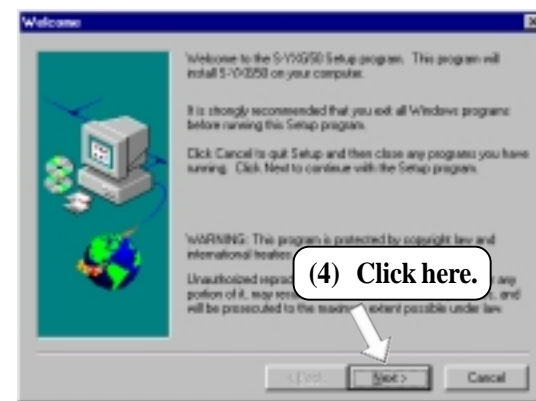 Welcome
Welcome to the S-YXG50 Setup program. This program will
install S-YXG50 on your computer.
It is strongly recommended that you exit all Windows programs
before running this Setup program.
Click Cancel to quit Setup and then close any programs you have
running. Click Next to continue with the Setup program.
WARNING: This program is protected by copyright law and
international treaties.
Unauthorized any
portion of it, may and
will be prosecuted to the maximum extent possible under law.
(4) Click here.
< Back
Next >
Cancel